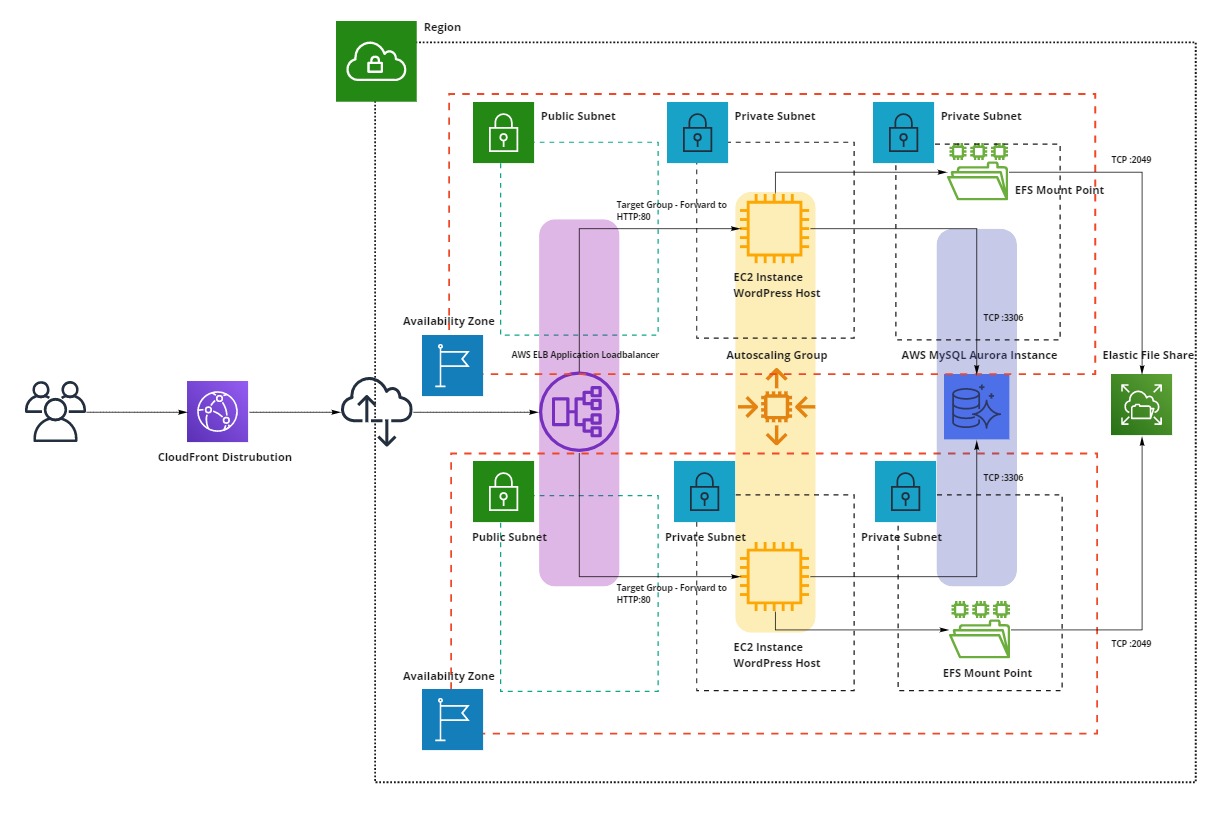 Region
Public Subnet
Private Subnet
Private Subnet
TCP :2049
EFS Mount Point
Target Group - Forward to
HTTP:80
EC2 Instance
WordPress Host
TCP :3306
Availability Zone
AWS ELB Application Loadbalancer
Autoscaling Group
AWS MySQL Aurora Instance
Elastic File Share
CloudFront Distrubution
TCP :3306
Public Subnet
Private Subnet
Private Subnet
Target Group - Forward to
HTTP:80
EC2 Instance
WordPress Host
TCP :2049
EFS Mount Point
Availability Zone